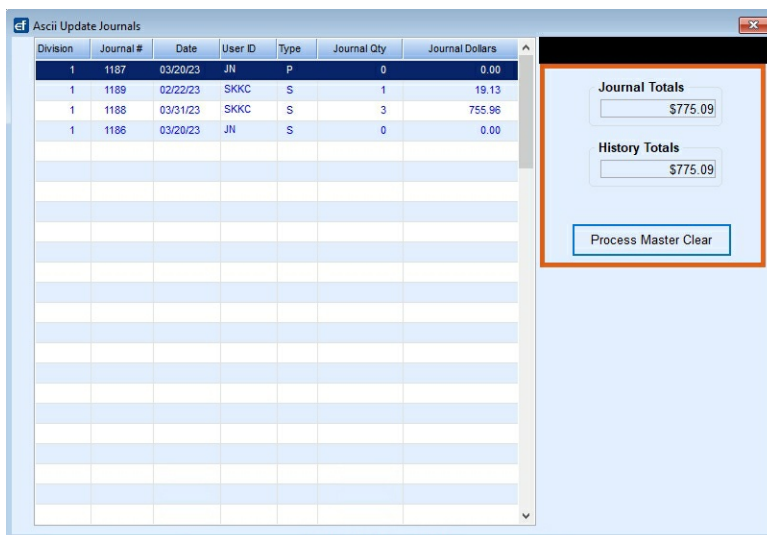 ef Ascii Update Journals
Division Journal # Date User ID Type Journal Qty Journal Dollars
1 1187 03/20/23 JN P 0 0.00
1 1189 02/22/23 SKKC S 1 19.13
1 1188 03/31/23 SKKC S 3 755.96
1 1186 03/20/23 JN S 0 0.00
Journal Totals
$775.09
History Totals
$775.09
Process Master Clear